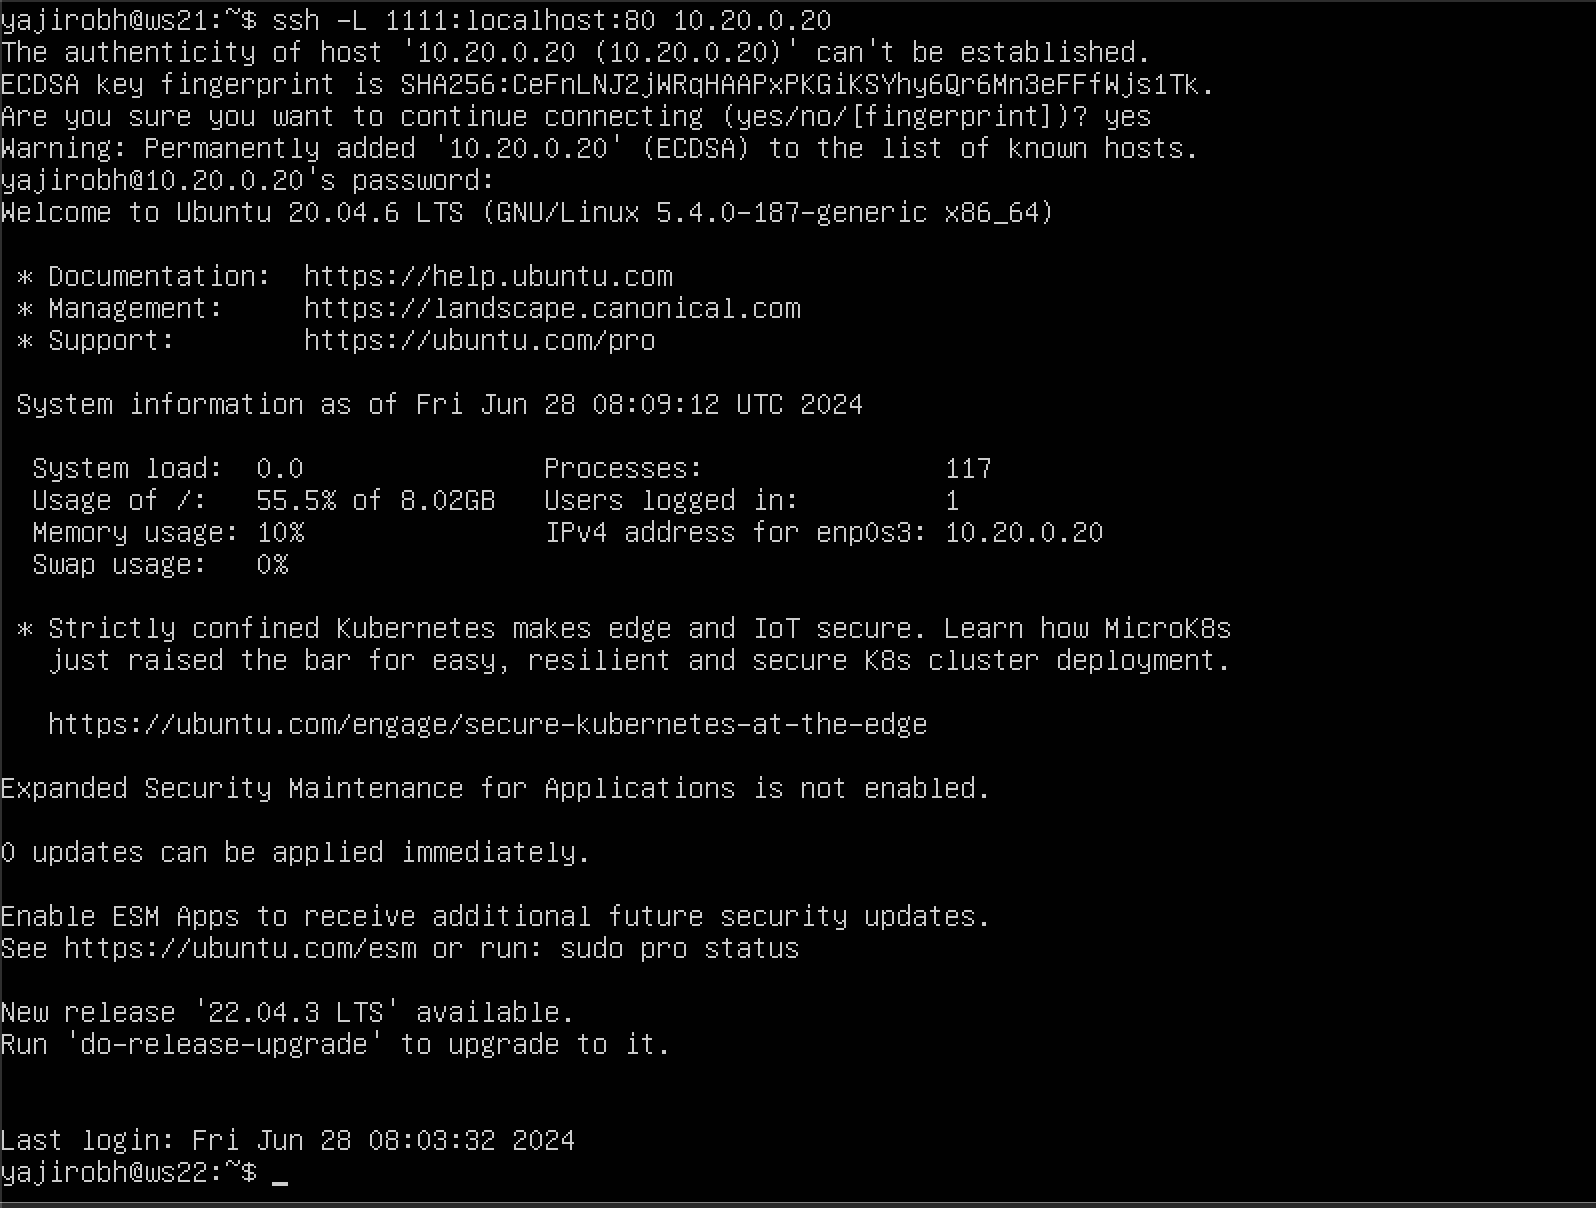 yajirobh@ws21:~$ ssh -L 1111:localhost:80 10.20.0.20
The authenticity of host '10.20.0.20 (10.20.0.20)' can't be established.
ECDSA key fingerprint is SHA256:CeFnLNJ2jWRqHAAPxPKGiKSYhy6Qr6Mn3eFFfWjs1Tk.
Are you sure you want to continue connecting (yes/no/[fingerprint])? yes
Warning: Permanently added '10.20.0.20' (ECDSA) to the list of known hosts.
yajirobh@10.20.0.20's password:
Welcome to Ubuntu 20.04.6 LTS (GNU/Linux 5.4.0-187-generic x86_64)

 * Documentation:  https://help.ubuntu.com
 * Management:     https://landscape.canonical.com
 * Support:        https://ubuntu.com/pro

 System information as of Fri Jun 28 08:09:12 UTC 2024

  System load:  0.0               Processes:               117
  Usage of /:   55.5% of 8.02GB   Users logged in:         1
  Memory usage: 10%               IPv4 address for enp0s3: 10.20.0.20
  Swap usage:   0%

 * Strictly confined Kubernetes makes edge and IoT secure. Learn how MicroK8s
   just raised the bar for easy, resilient and secure K8s cluster deployment.

   https://ubuntu.com/engage/secure-kubernetes-at-the-edge

Expanded Security Maintenance for Applications is not enabled.

0 updates can be applied immediately.

Enable ESM Apps to receive additional future security updates.
See https://ubuntu.com/esm or run: sudo pro status

New release '22.04.3 LTS' available.
Run 'do-release-upgrade' to upgrade to it.


Last login: Fri Jun 28 08:03:32 2024
yajirobh@ws22:~$ _